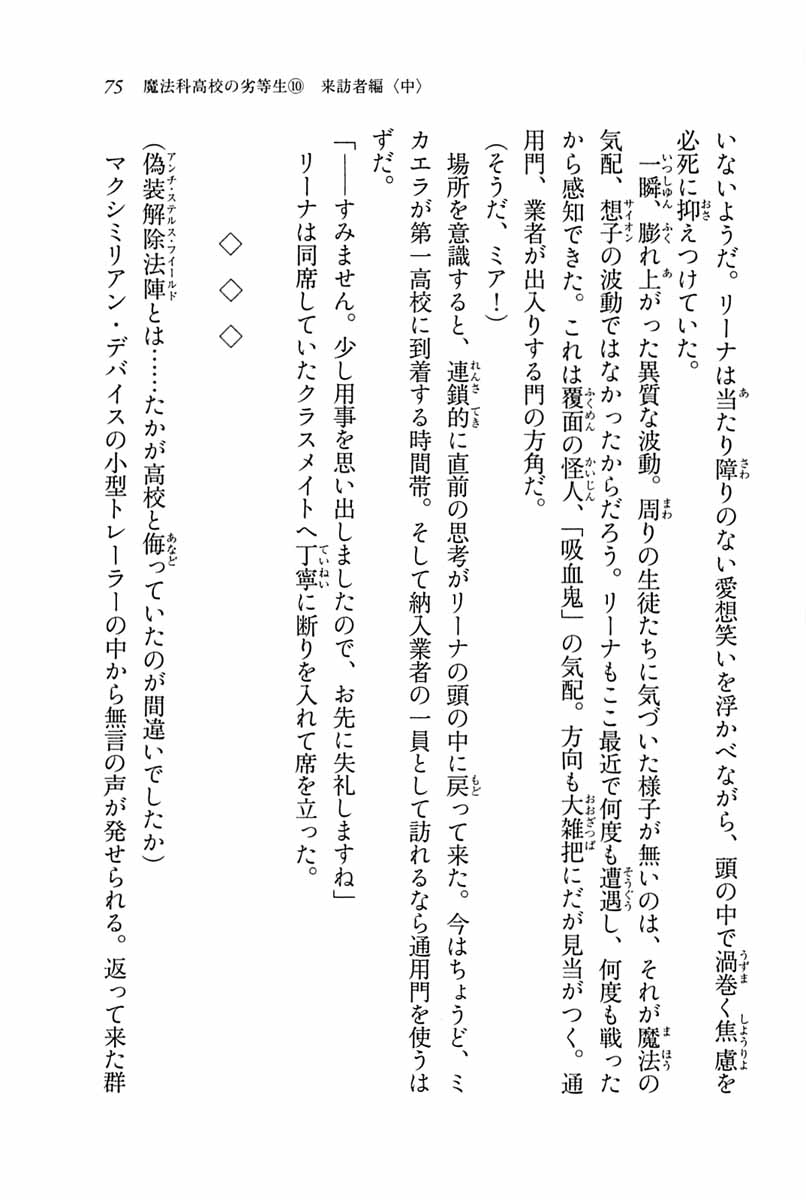 75　魔法科高校の劣等生⑩　来訪者編〈中〉
いないようだ。リーナは当たり障りのない愛想笑いを浮かべながら、頭の中で渦巻く焦慮を
必死に抑えつけていた。
　一瞬、膨れ上がった異質な波動。周りの生徒たちに気づいた様子が無いのは、それが魔法の
気配、想子の波動ではなかったからだろう。リーナもここ最近で何度も遭遇し、何度も戦った
から感知できた。これは覆面の怪人、「吸血鬼」の気配。方向も大雑把にだが見当がつく。通
用門、業者が出入りする門の方角だ。
（そうだ、ミア！）
　場所を意識すると、連鎖的に直前の思考がリーナの頭の中に戻って来た。今はちょうど、ミ
カエラが第一高校に到着する時間帯。そして納入業者の一員として訪れるなら通用門を使うは
ずだ。
「――すみません。少し用事を思い出しましたので、お先に失礼しますね」
　リーナは同席していたクラスメイトへ丁寧に断りを入れて席を立った。
◇　◇　◇
（偽装解除法陣とは……たかが高校と侮っていたのが間違いでしたか）
　マクシミリアン・デバイスの小型トレーラーの中から無言の声が発せられる。返って来た群